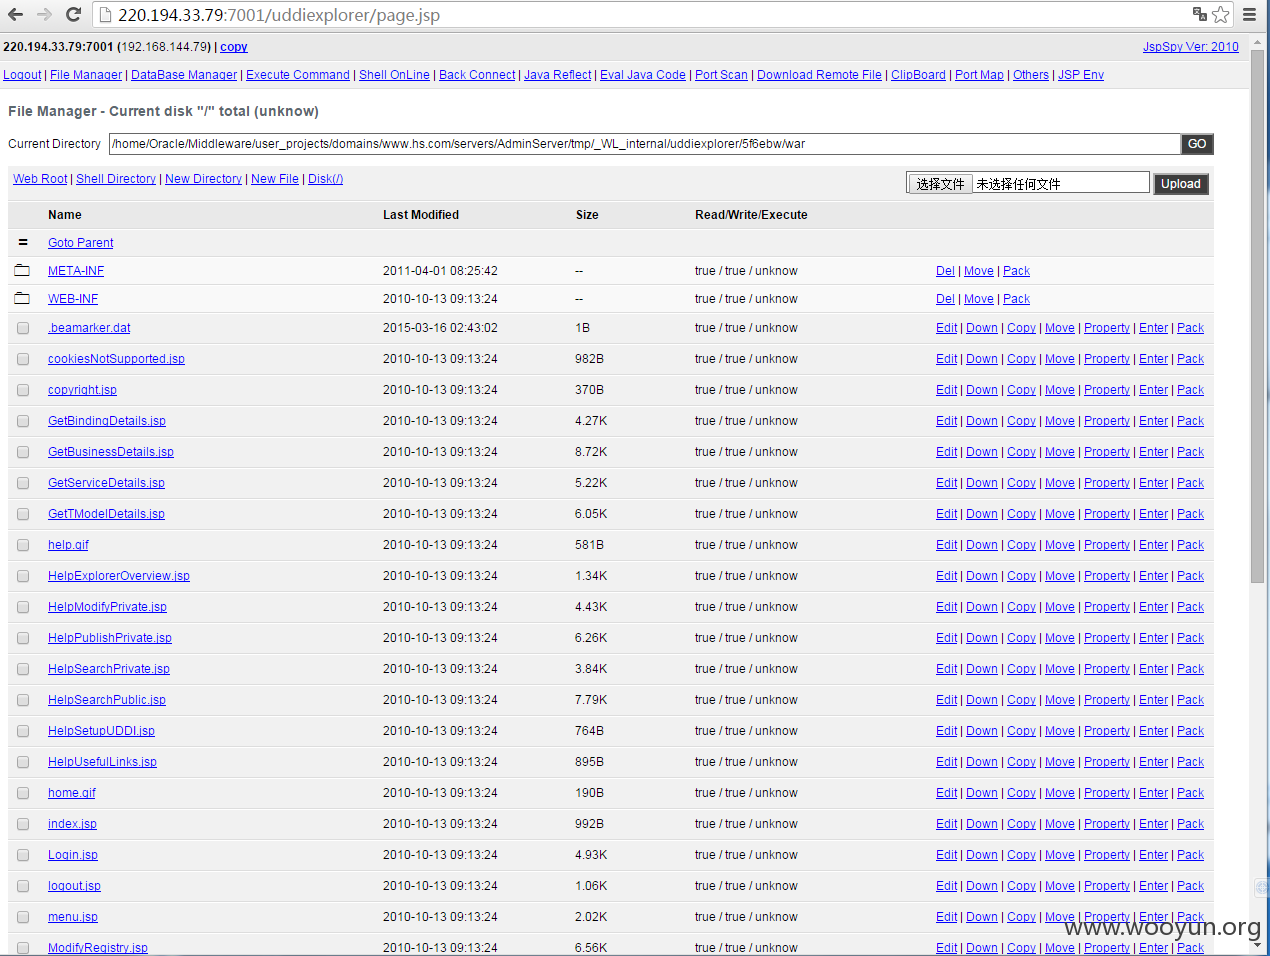 220.194.33.79:7001/uddiexplorer/page.jsp
220.194.33.79:7001 (192.168.144.79) | copy JspSpy Ver: 2010
Logout | File Manager | DataBase Manager | Execute Command | Shell OnLine | Back Connect | Java Reflect | Eval Java Code | Port Scan | Download Remote File | ClipBoard | Port Map | Others | JSP Env
File Manager - Current disk "/" total (unknow)
Current Directory /home/Oracle/Middleware/user_projects/domains/www.hs.com/servers/AdminServer/tmp/_WL_internal/uddiexplorer/5f6ebw/war GO
Web Root | Shell Directory | New Directory | New File | Disk(/) 选择文件 未选择任何文件 Upload
Name Last Modified Size Read/Write/Execute
= Goto Parent
META-INF 2011-04-01 08:25:42 -- true / true / unknow Del | Move | Pack
WEB-INF 2010-10-13 09:13:24 -- true / true / unknow Del | Move | Pack
.beamarker.dat 2015-03-16 02:43:02 1B true / true / unknow Edit | Down | Copy | Move | Property | Enter | Pack
cookiesNotSupported.jsp 2010-10-13 09:13:24 982B true / true / unknow Edit | Down | Copy | Move | Property | Enter | Pack
copyright.jsp 2010-10-13 09:13:24 370B true / true / unknow Edit | Down | Copy | Move | Property | Enter | Pack
GetBindingDetails.jsp 2010-10-13 09:13:24 4.27K true / true / unknow Edit | Down | Copy | Move | Property | Enter | Pack
GetBusinessDetails.jsp 2010-10-13 09:13:24 8.72K true / true / unknow Edit | Down | Copy | Move | Property | Enter | Pack
GetServiceDetails.jsp 2010-10-13 09:13:24 5.22K true / true / unknow Edit | Down | Copy | Move | Property | Enter | Pack
GetTModelDetails.jsp 2010-10-13 09:13:24 6.05K true / true / unknow Edit | Down | Copy | Move | Property | Enter | Pack
help.gif 2010-10-13 09:13:24 581B true / true / unknow Edit | Down | Copy | Move | Property | Enter | Pack
HelpExplorerOverview.jsp 2010-10-13 09:13:24 1.34K true / true / unknow Edit | Down | Copy | Move | Property | Enter | Pack
HelpModifyPrivate.jsp 2010-10-13 09:13:24 4.43K true / true / unknow Edit | Down | Copy | Move | Property | Enter | Pack
HelpPublishPrivate.jsp 2010-10-13 09:13:24 6.26K true / true / unknow Edit | Down | Copy | Move | Property | Enter | Pack
HelpSearchPrivate.jsp 2010-10-13 09:13:24 3.84K true / true / unknow Edit | Down | Copy | Move | Property | Enter | Pack
HelpSearchPublic.jsp 2010-10-13 09:13:24 7.79K true / true / unknow Edit | Down | Copy | Move | Property | Enter | Pack
HelpSetupUDDI.jsp 2010-10-13 09:13:24 764B true / true / unknow Edit | Down | Copy | Move | Property | Enter | Pack
HelpUsefulLinks.jsp 2010-10-13 09:13:24 895B true / true / unknow Edit | Down | Copy | Move | Property | Enter | Pack
home.gif 2010-10-13 09:13:24 190B true / true / unknow Edit | Down | Copy | Move | Property | Enter | Pack
index.jsp 2010-10-13 09:13:24 992B true / true / unknow Edit | Down | Copy | Move | Property | Enter | Pack
Login.jsp 2010-10-13 09:13:24 4.93K true / true / unknow Edit | Down | Copy | Move | Property | Enter | Pack
logout.jsp 2010-10-13 09:13:24 1.06K true / true / unknow Edit | Down | Copy | Move | Property | Enter | Pack
menu.jsp 2010-10-13 09:13:24 2.02K true / true / unknow Edit | Down | Copy | Move | Property | Enter | Pack
www.wooyun.org
ModifyRegistry.jsp 2010-10-13 09:13:24 6.56K true / true / unknow Edit | Down | Copy | Move | Property | Enter | Pack